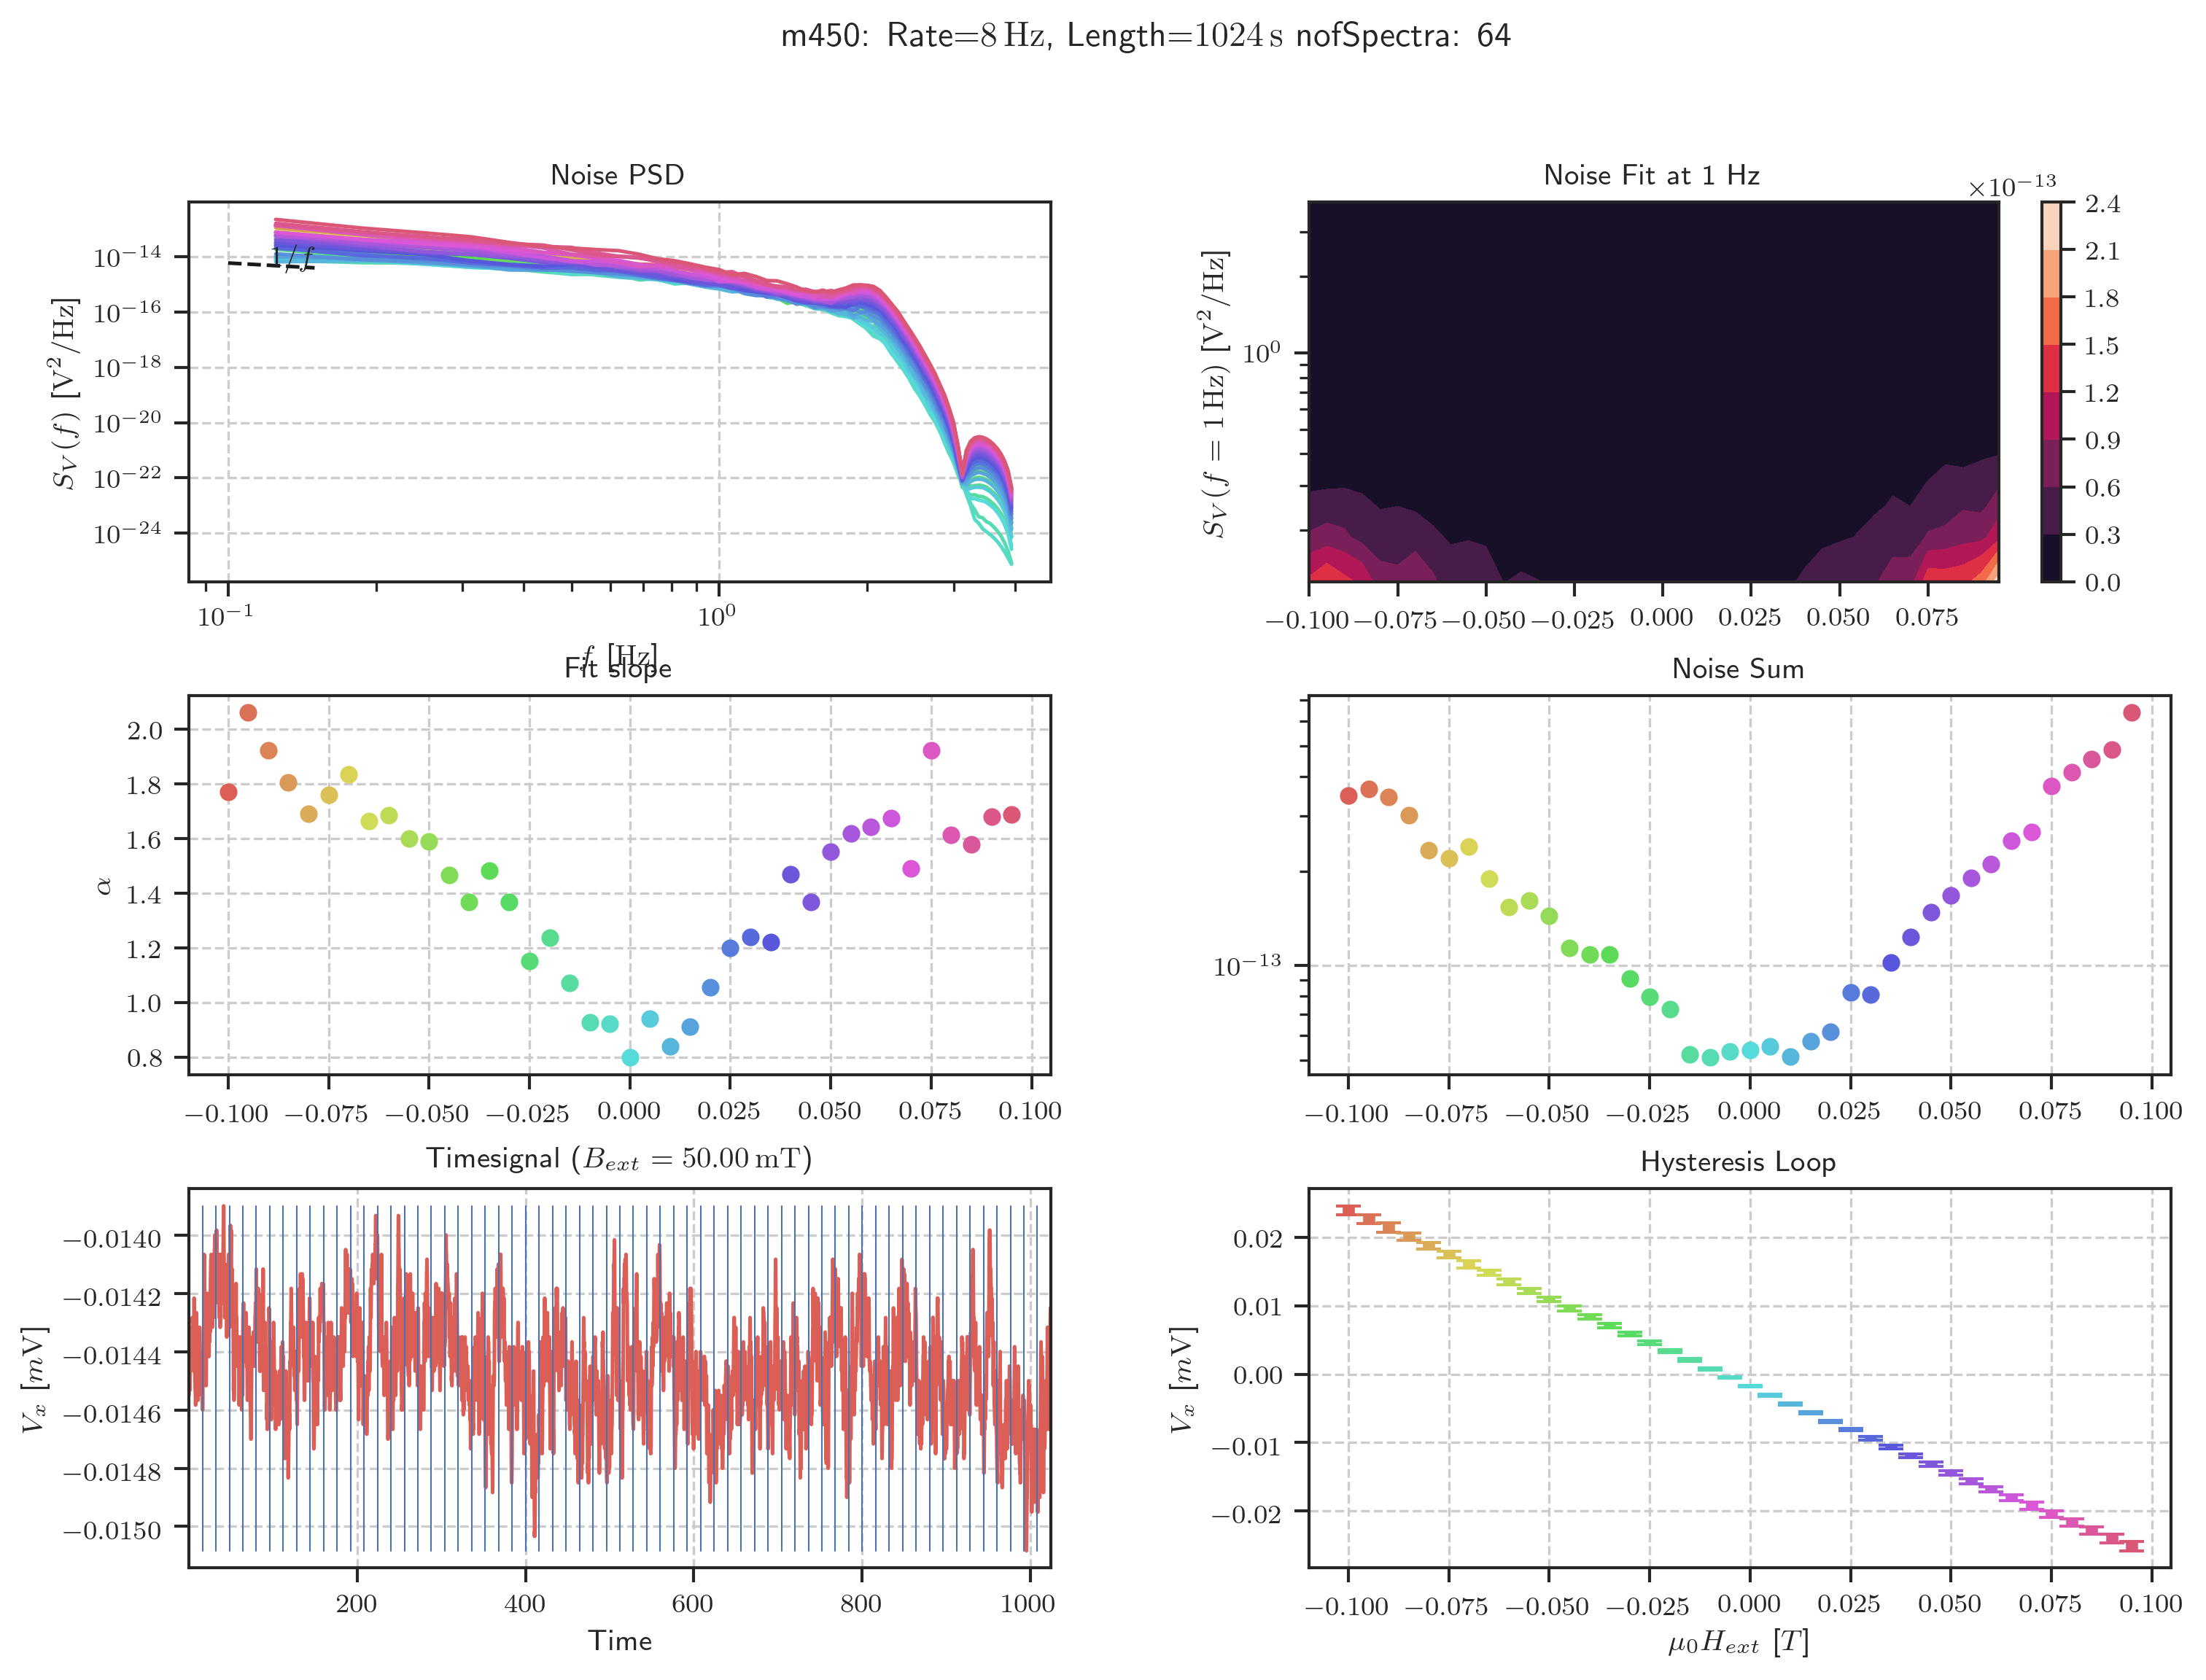 m450: Rate=8 Hz, Length=1024 s nofSpectra: 64
Noise PSD
S_V(f) [V²/Hz]
10⁻¹⁴
10⁻¹⁶
10⁻¹⁸
10⁻²⁰
10⁻²²
10⁻²⁴
1/f
10⁻¹ 10⁰
f [Hz]
Noise Fit at 1 Hz
S_V(f = 1 Hz) [V²/Hz]
10⁰
−0.100 −0.075 −0.050 −0.025 0.000 0.025 0.050 0.075
×10⁻¹³
2.4
2.1
1.8
1.5
1.2
0.9
0.6
0.3
0.0
Fit slope
α
2.0
1.8
1.6
1.4
1.2
1.0
0.8
−0.100 −0.075 −0.050 −0.025 0.000 0.025 0.050 0.075 0.100
Noise Sum
10⁻¹³
−0.100 −0.075 −0.050 −0.025 0.000 0.025 0.050 0.075 0.100
Timesignal (B_ext = 50.00 mT)
V_x [mV]
−0.0140
−0.0142
−0.0144
−0.0146
−0.0148
−0.0150
200 400 600 800 1000
Time
Hysteresis Loop
V_x [mV]
0.02
0.01
0.00
−0.01
−0.02
−0.100 −0.075 −0.050 −0.025 0.000 0.025 0.050 0.075 0.100
μ₀H_ext [T]